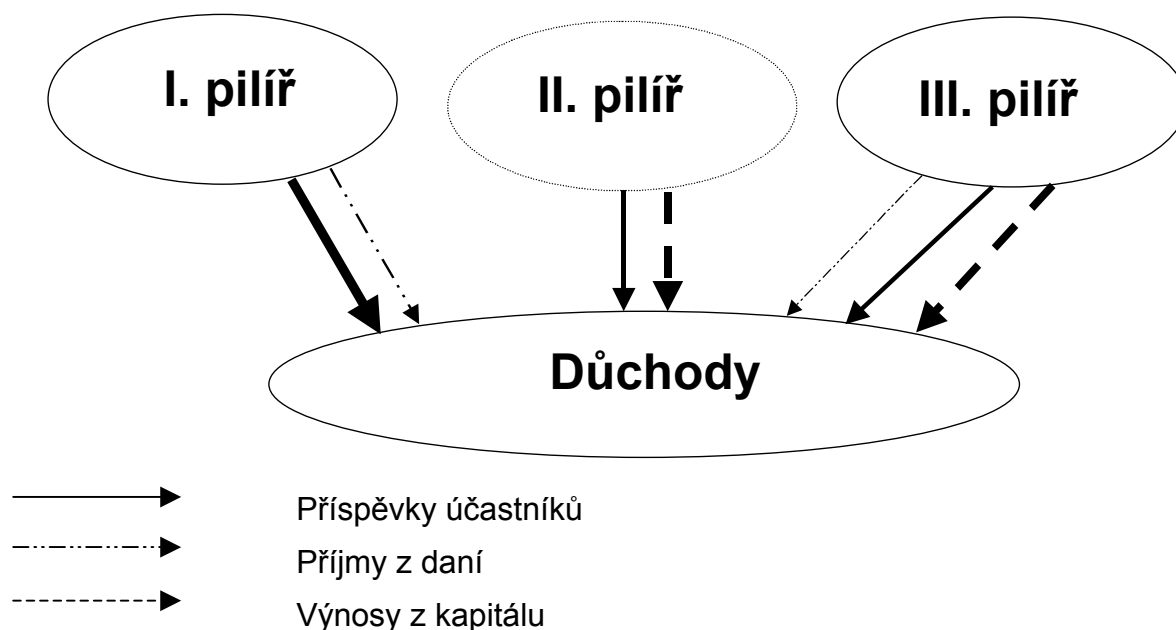 I. pilíř
II. pilíř
III. pilíř
Důchody
Příspěvky účastníků
Příjmy z daní
Výnosy z kapitálu